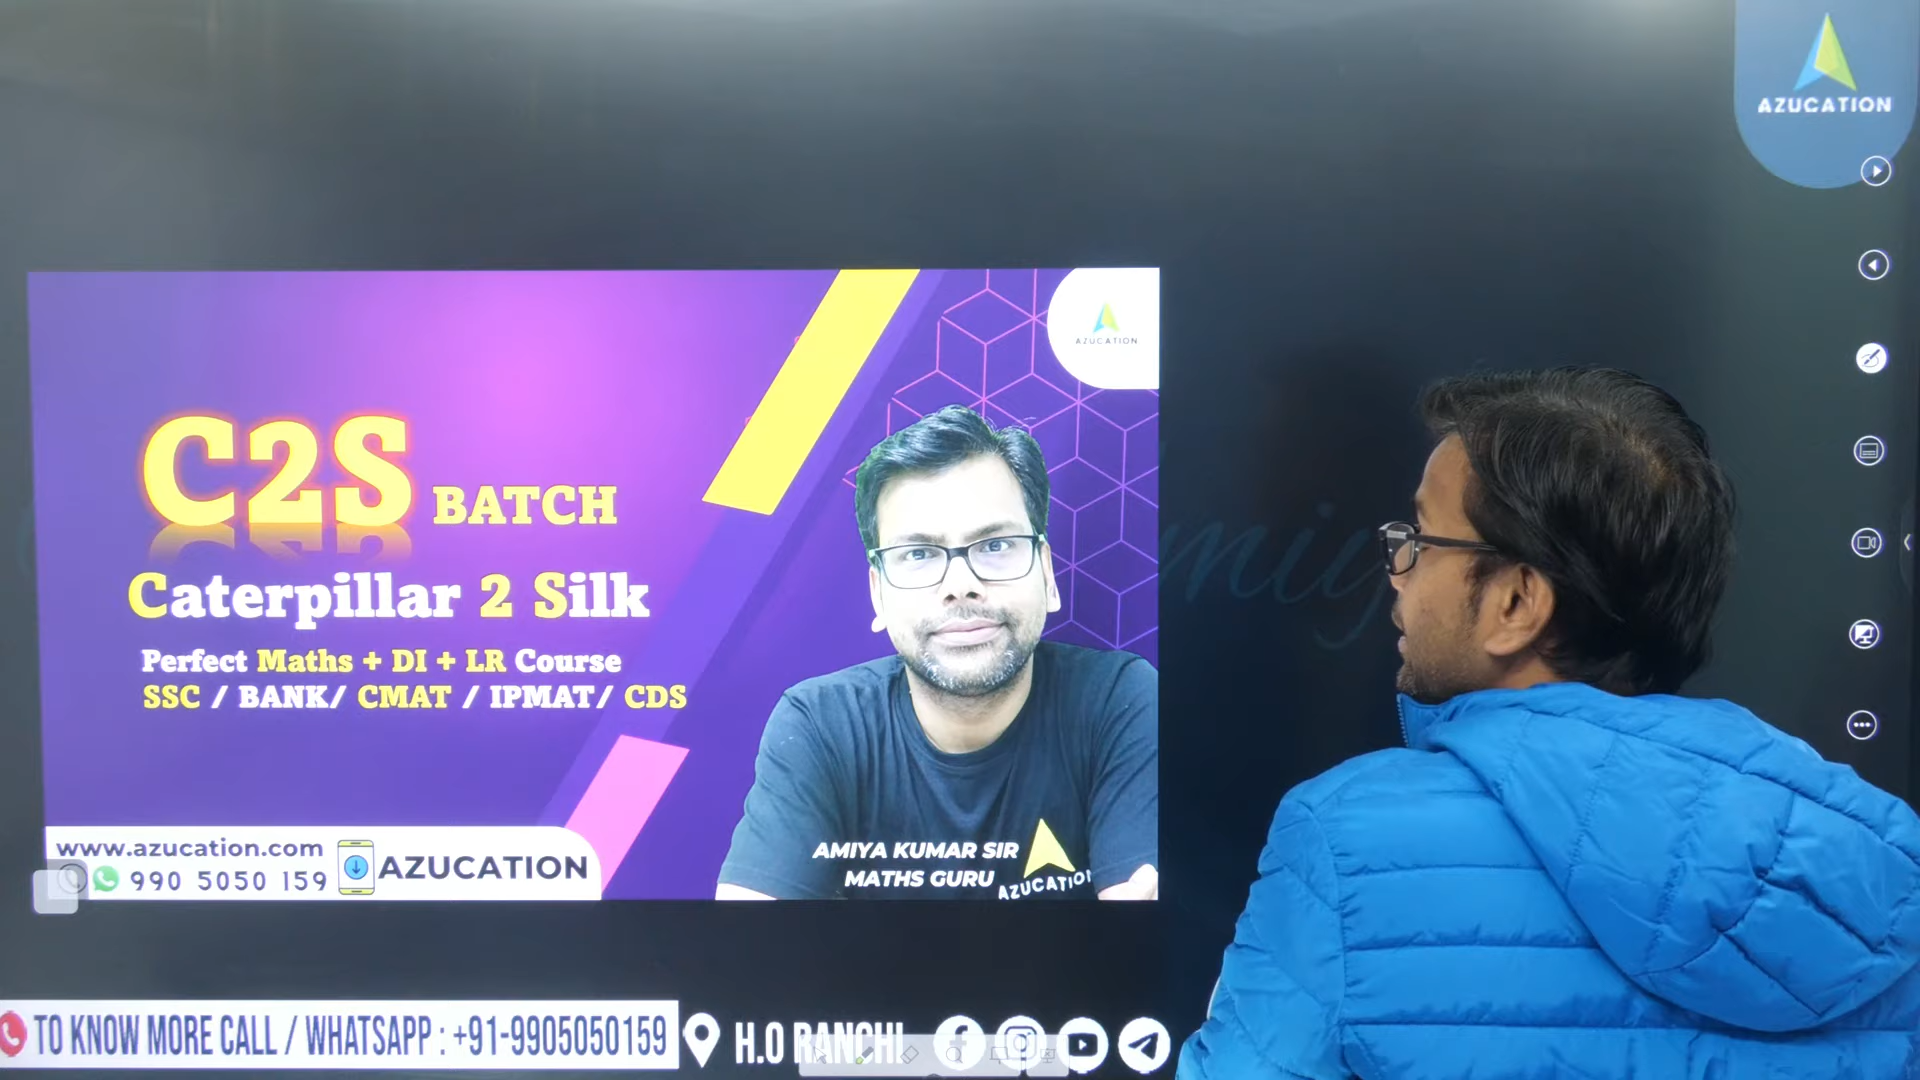 AZUCATION
AZUCATION
C2S BATCH
Caterpillar 2 Silk
Perfect Maths + DI + LR Course
SSC / BANK/ CMAT / IPMAT/ CDS
www.azucation.com
990 5050 159
AZUCATION
AMIYA KUMAR SIR
MATHS GURU
AZUCATION
miy
TO KNOW MORE CALL / WHATSAPP : +91-9905050159
H.O RANCHI